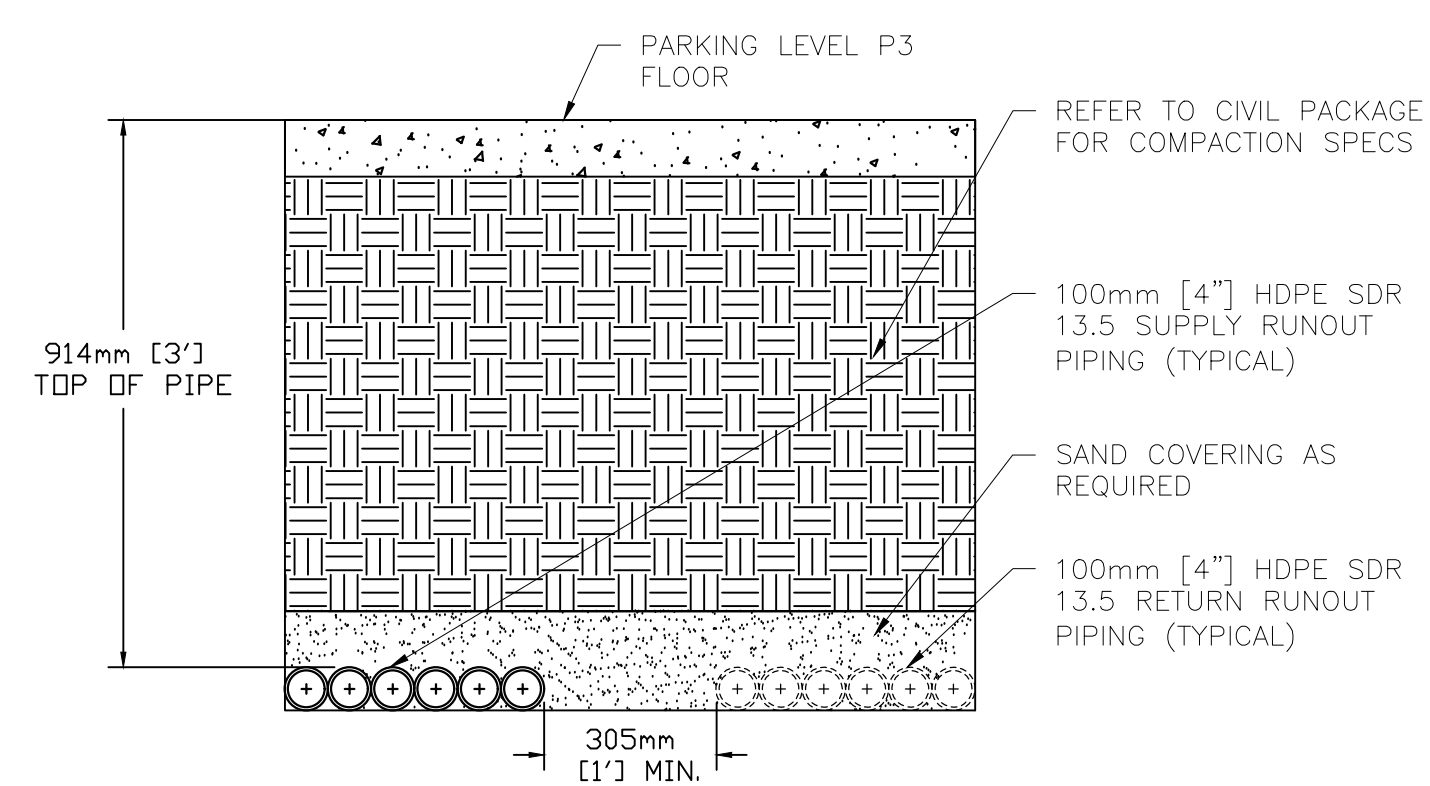 PARKING LEVEL P3
FLOOR
REFER TO CIVIL PACKAGE
FOR COMPACTION SPECS
100mm [4”] HDPE SDR
13.5 SUPPLY RUNOUT
PIPING (TYPICAL)
914mm [3']
TOP OF PIPE
SAND COVERING AS
REQUIRED
100mm [4”] HDPE SDR
13.5 RETURN RUNOUT
PIPING (TYPICAL)
305mm
[1'] MIN.